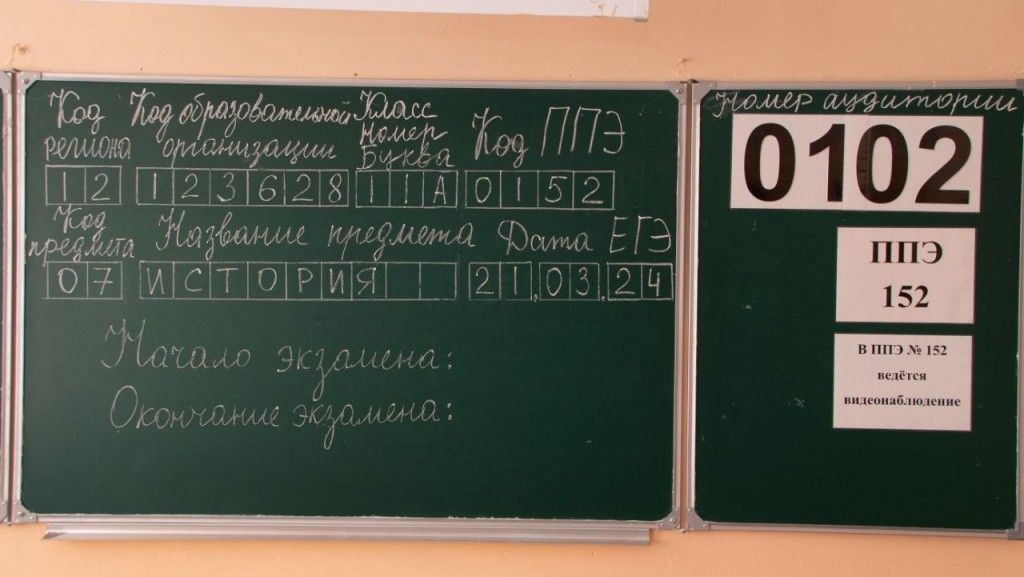 Код
региона
12
Код образовательной
организации
123628
Класс
Номер
Буква
11А
Код ППЭ
0152
Код
предмета
07
Название предмета
ИСТОРИЯ
Дата ЕГЭ
21.03.24
Начало экзамена:
Окончание экзамена:
Номер аудитории
0102
ППЭ
152
В ППЭ № 152
ведётся
видеонаблюдение